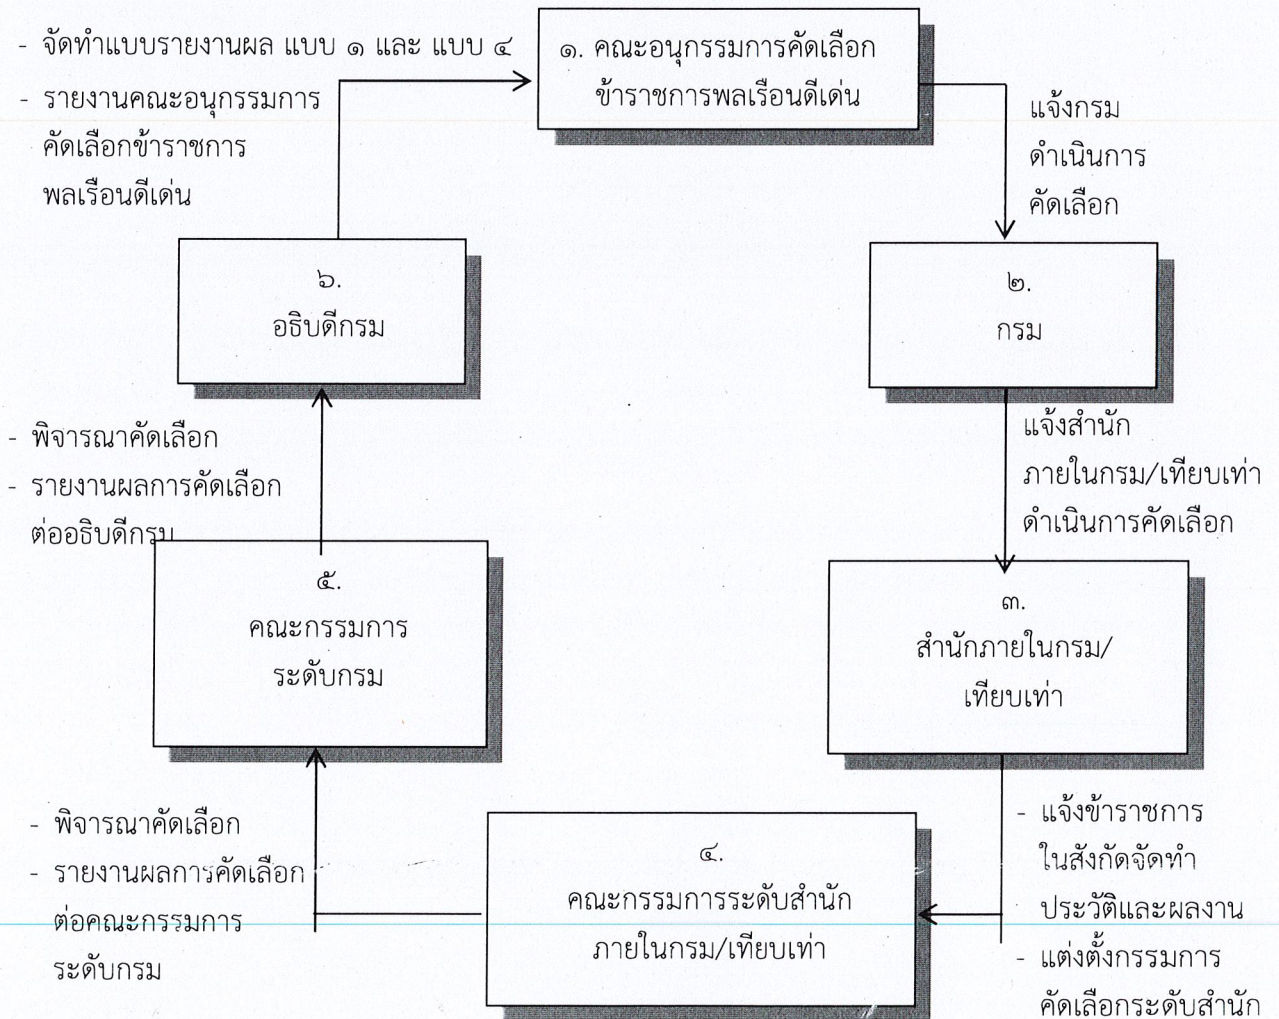 - จัดทำแบบรายงานผล แบบ ๑ และ แบบ ๔
- รายงานคณะอนุกรรมการ
คัดเลือกข้าราชการ
พลเรือนดีเด่น
๑. คณะอนุกรรมการคัดเลือก
ข้าราชการพลเรือนดีเด่น
แจ้งกรม
ดำเนินการ
คัดเลือก
๒.
กรม
แจ้งสำนัก
ภายในกรม/เทียบเท่า
ดำเนินการคัดเลือก
๓.
สำนักภายในกรม/
เทียบเท่า
- แจ้งข้าราชการ
ในสังกัดจัดทำ
ประวัติและผลงาน
- แต่งตั้งกรรมการ
คัดเลือกระดับสำนัก
๔.
คณะกรรมการระดับสำนัก
ภายในกรม/เทียบเท่า
- พิจารณาคัดเลือก
- รายงานผลการคัดเลือก
ต่อคณะกรรมการ
ระดับกรม
๕.
คณะกรรมการ
ระดับกรม
- พิจารณาคัดเลือก
- รายงานผลการคัดเลือก
ต่ออธิบดีกรม
๖.
อธิบดีกรม